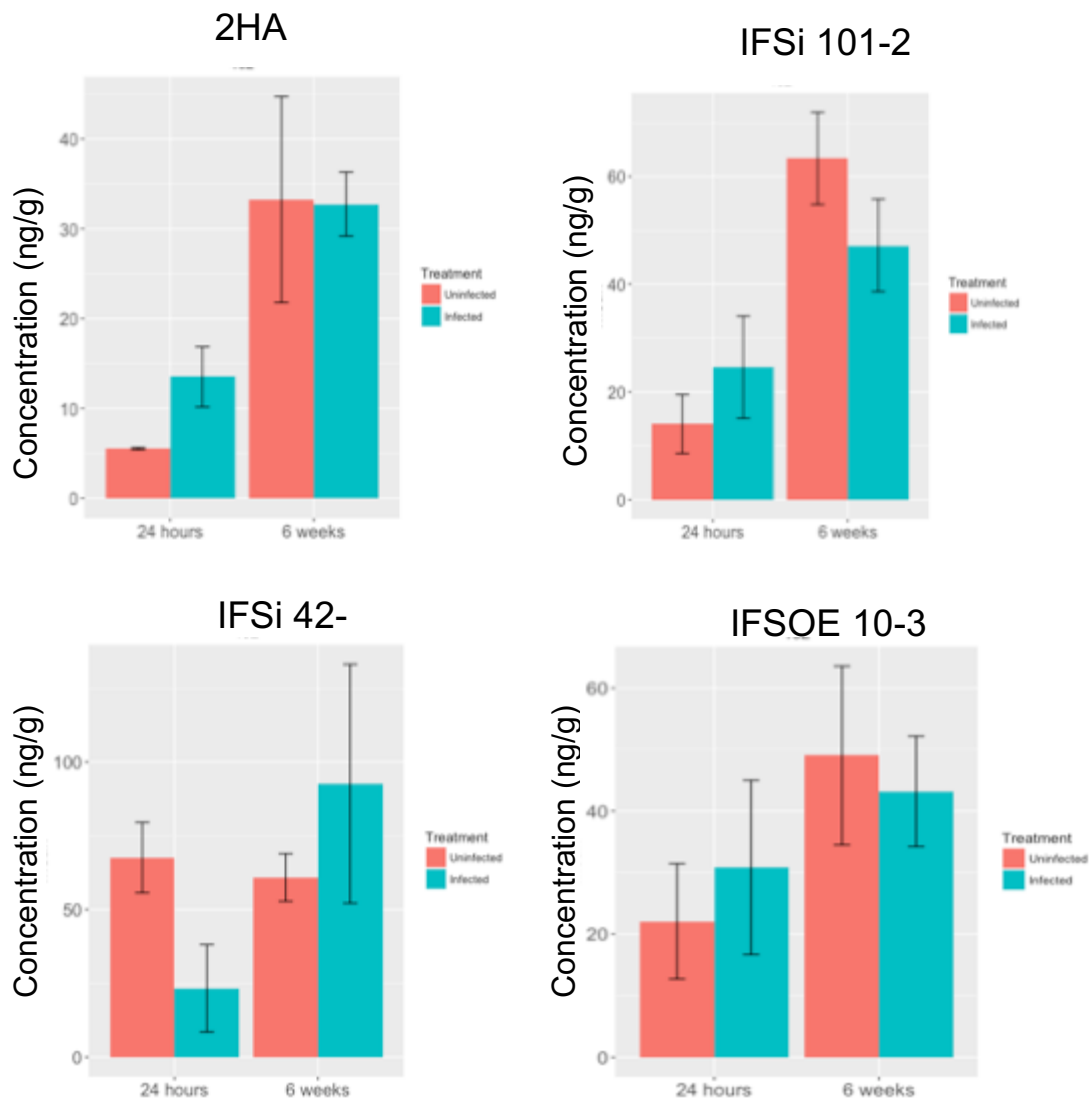 2HA
Concentration (ng/g)
40
30
20
10
0
24 hours
6 weeks
Treatment
Uninfected
Infected
IFSi 101-2
Concentration (ng/g)
60
40
20
0
24 hours
6 weeks
Treatment
Uninfected
Infected
IFSi 42-
Concentration (ng/g)
100
50
0
24 hours
6 weeks
Treatment
Uninfected
Infected
IFSOE 10-3
Concentration (ng/g)
60
40
20
0
24 hours
6 weeks
Treatment
Uninfected
Infected